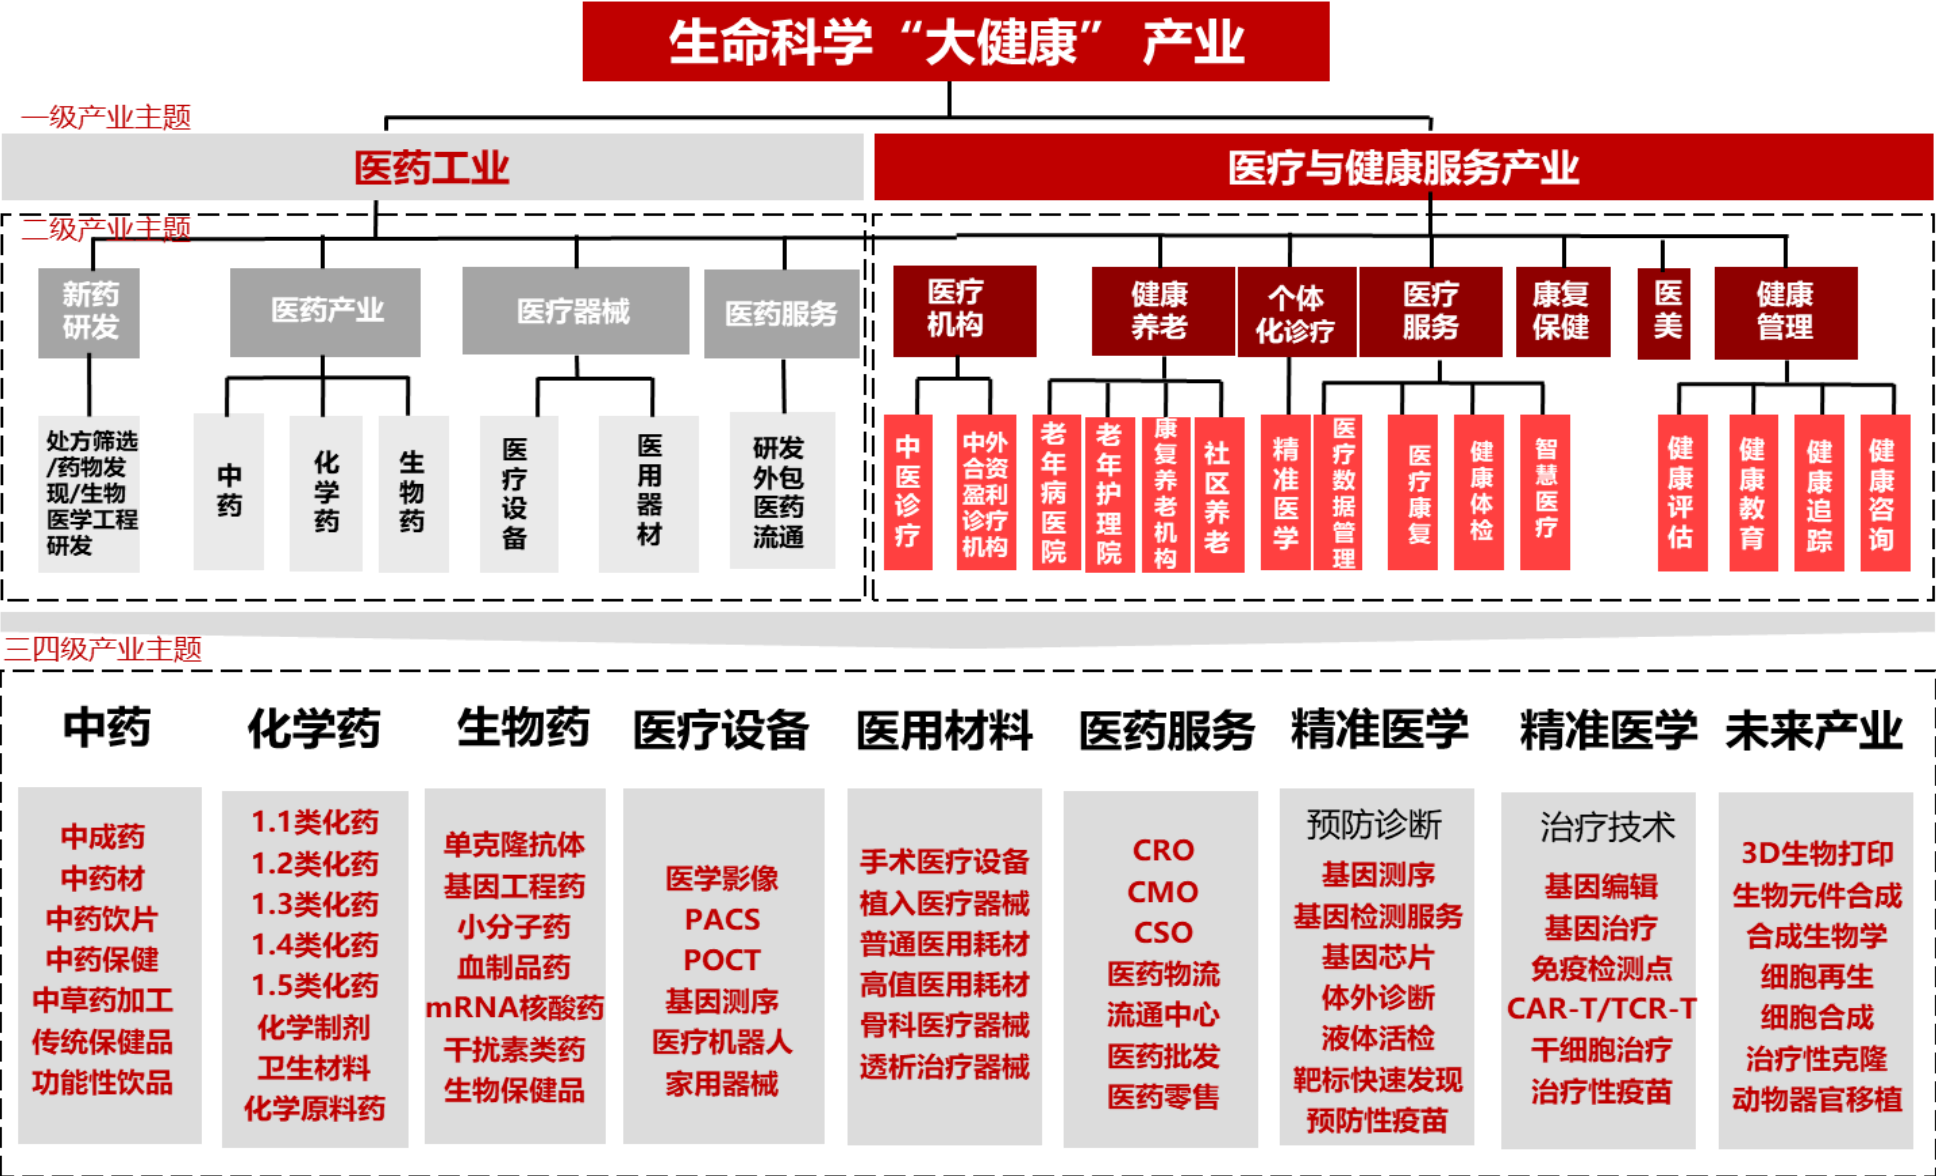 生命科学“大健康” 产业
一级产业主题
医药工业
医疗与健康服务产业
二级产业主题
新药
研发
医药产业
医疗器械
医药服务
医疗
机构
健康
养老
个体
化诊疗
医疗
服务
康复
保健
医
美
健康
管理
处方筛选
/药物发
现/生物
医学工程
研发
中药
化学药
生物药
医疗设备
医用器材
研发
外包
医药
流通
中医诊疗
中外
合资
盈利
诊疗
机构
老年病医院
老年护理院
康复养老机构
社区养老
精准医学
医疗数据管理
医疗康复
健康体检
智慧医疗
健康评估
健康教育
健康追踪
健康咨询
三四级产业主题
中药
中成药
中药材
中药饮片
中药保健
中草药加工
传统保健品
功能性饮品
化学药
1.1类化药
1.2类化药
1.3类化药
1.4类化药
1.5类化药
化学制剂
卫生材料
化学原料药
生物药
单克隆抗体
基因工程药
小分子药
血制品药
mRNA核酸药
干扰素类药
生物保健品
医疗设备
医学影像
PACS
POCT
基因测序
医疗机器人
家用器械
医用材料
手术医疗设备
植入医疗器械
普通医用耗材
高值医用耗材
骨科医疗器械
透析治疗器械
医药服务
CRO
CMO
CSO
医药物流
流通中心
医药批发
医药零售
精准医学
预防诊断
基因测序
基因检测服务
基因芯片
体外诊断
液体活检
靶标快速发现
预防性疫苗
精准医学
治疗技术
基因编辑
基因治疗
免疫检测点
CAR-T/TCR-T
干细胞治疗
治疗性疫苗
未来产业
3D生物打印
生物元件合成
合成生物学
细胞再生
细胞合成
治疗性克隆
动物器官移植